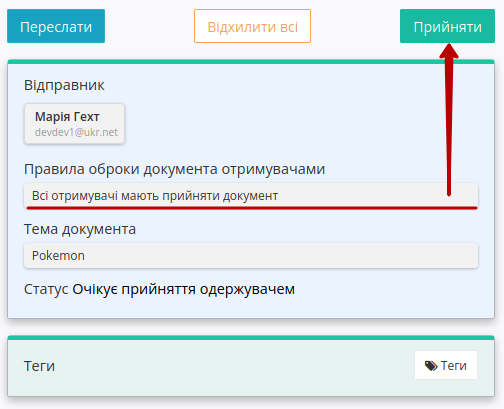 Переслати
Відхилити всі
Прийняти
Відправник
Марія Гехт
devdev1@ukr.net
Правила оброки документа отримувачами
Всі отримувачі мають прийняти документ
Тема документа
Pokemon
Статус Очікує прийняття одержувачем
Теги
Теги